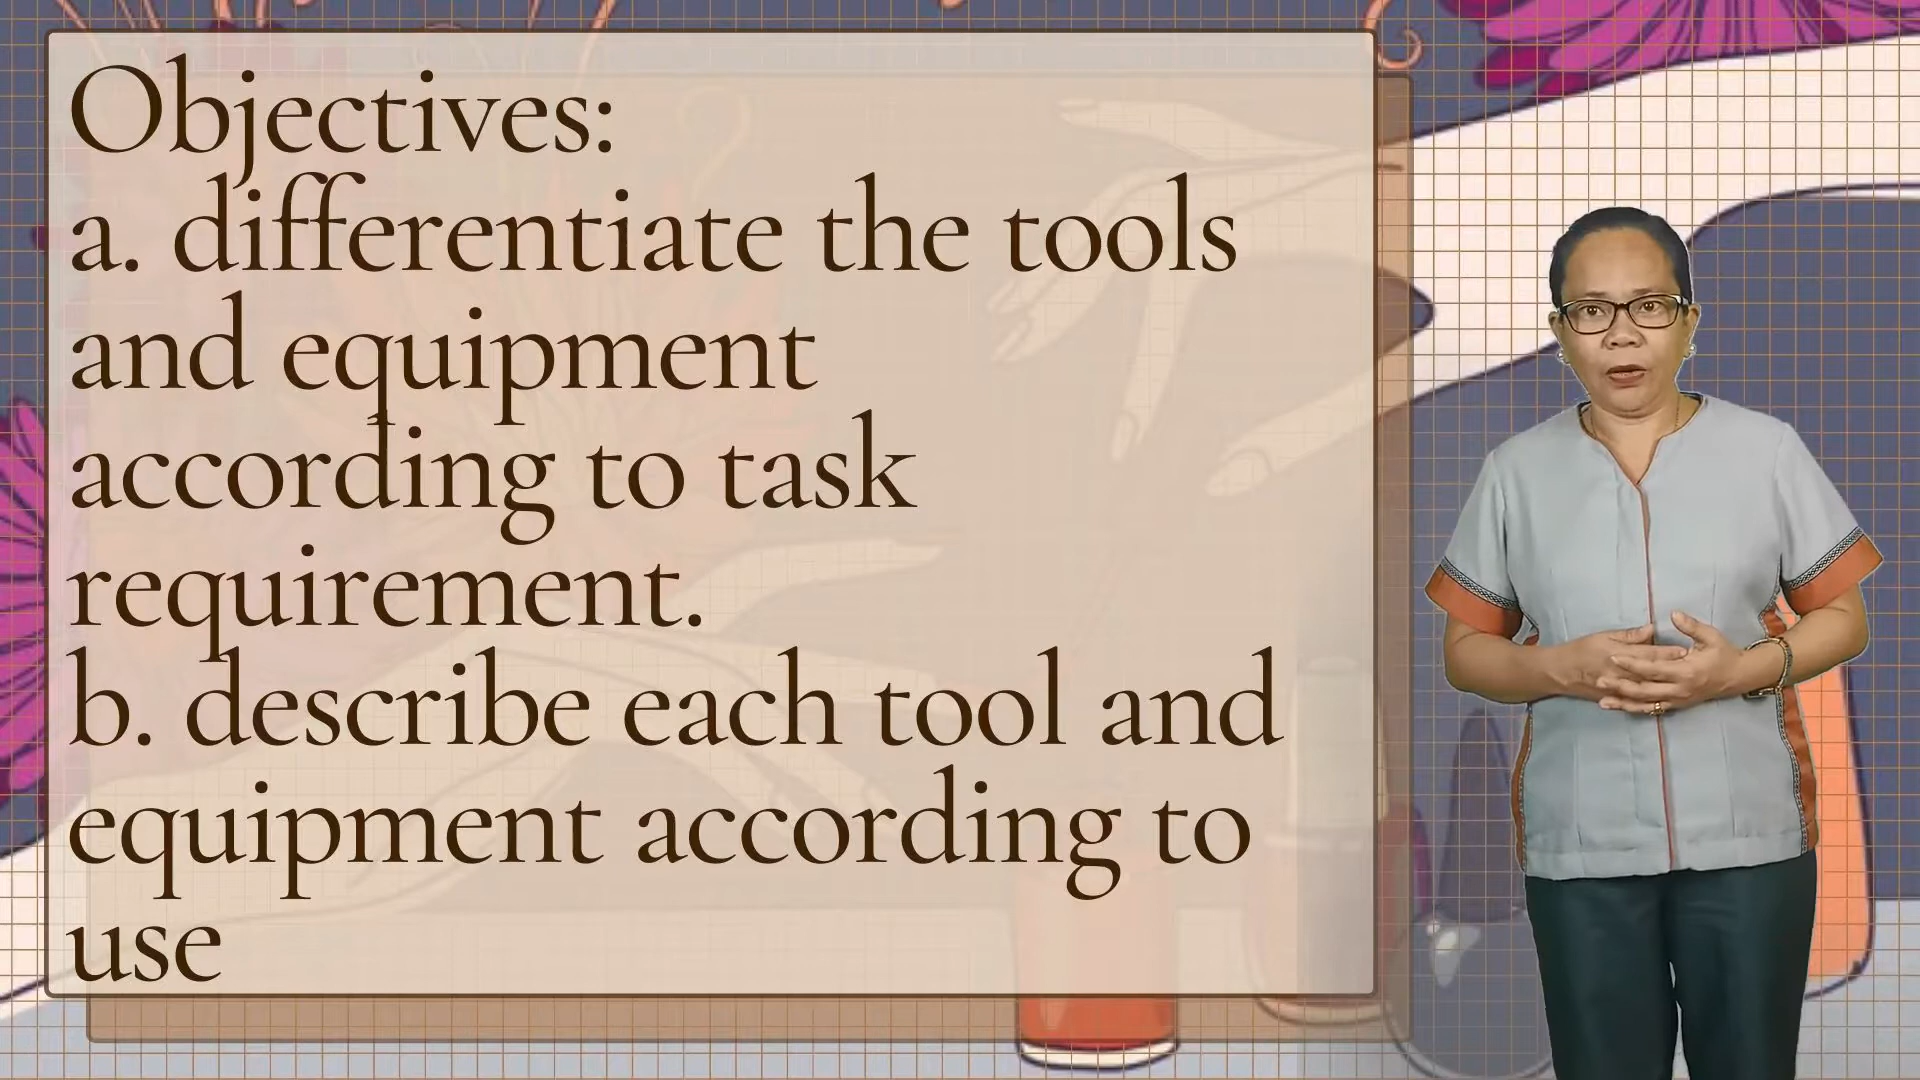 Objectives:
a. differentiate the tools
and equipment
according to task
requirement.
b. describe each tool and
equipment according to
use